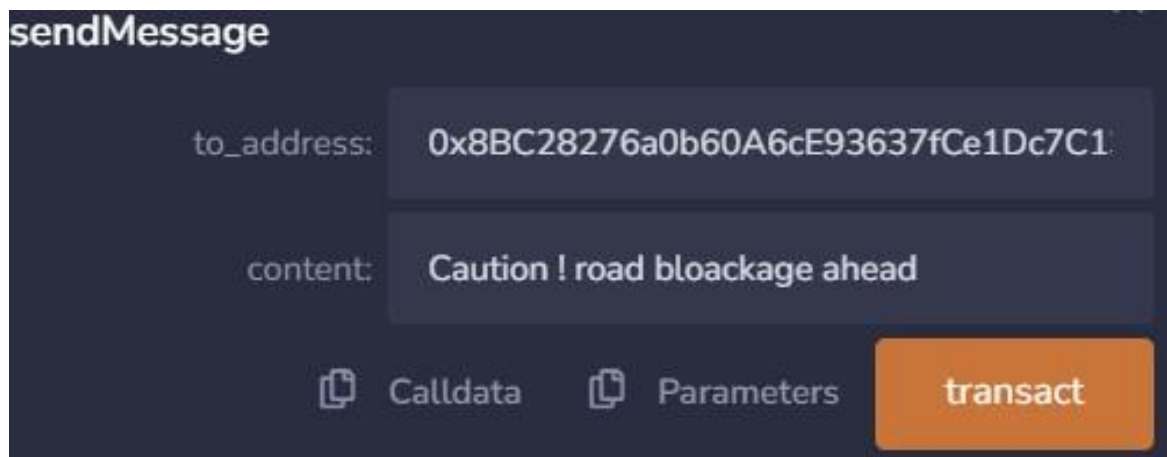 sendMessage
to_address: 0x8BC28276a0b60A6cE93637fCe1Dc7C1
content: Caution ! road bloackage ahead
Calldata Parameters transact